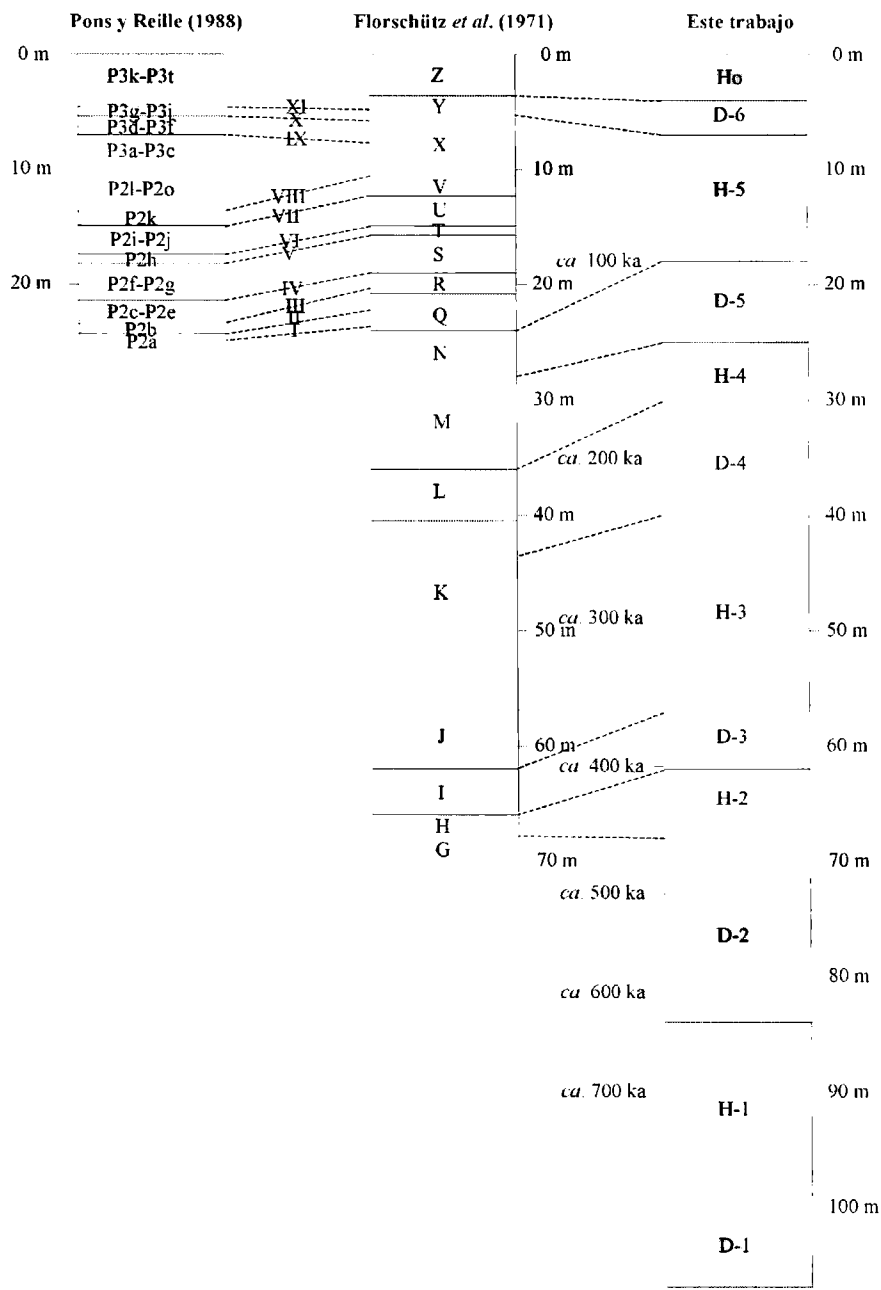 Pons y Reille (1988)
Florschütz et al. (1971)
Este trabajo
0 m
P3k-P3t
P3g-P3j
P3d-P3f
P3a-P3c
10 m
P2l-P2o
P2k
P2i-P2j
P2h
20 m
P2f-P2g
P2c-P2e
P2b
P2a
XI
X
IX
VIII
VII
VI
V
IV
III
II
I
Z
Y
X
V
U
T
S
R
Q
N
M
L
K
J
I
H
G
0 m
10 m
20 m
30 m
40 m
50 m
60 m
70 m
ca. 100 ka
ca. 200 ka
ca. 300 ka
ca. 400 ka
ca. 500 ka
ca. 600 ka
ca. 700 ka
Ho
D-6
H-5
D-5
H-4
D-4
H-3
D-3
H-2
D-2
H-1
D-1
0 m
10 m
20 m
30 m
40 m
50 m
60 m
70 m
80 m
90 m
100 m